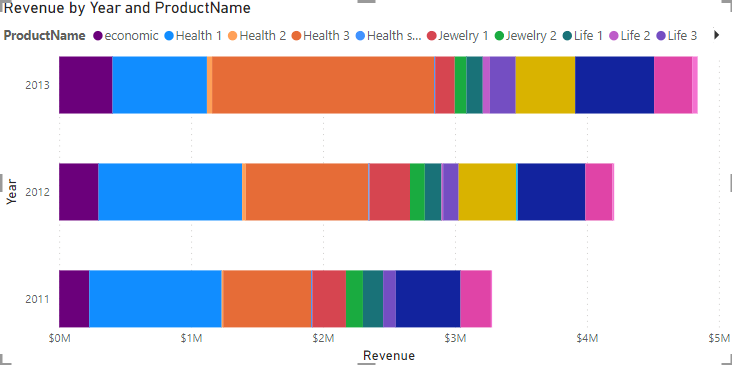 Revenue by Year and ProductName
ProductName economic Health 1 Health 2 Health 3 Health s... Jewelry 1 Jewelry 2 Life 1 Life 2 Life 3
2013
2012
2011
Year
$0M $1M $2M $3M $4M $5M
Revenue